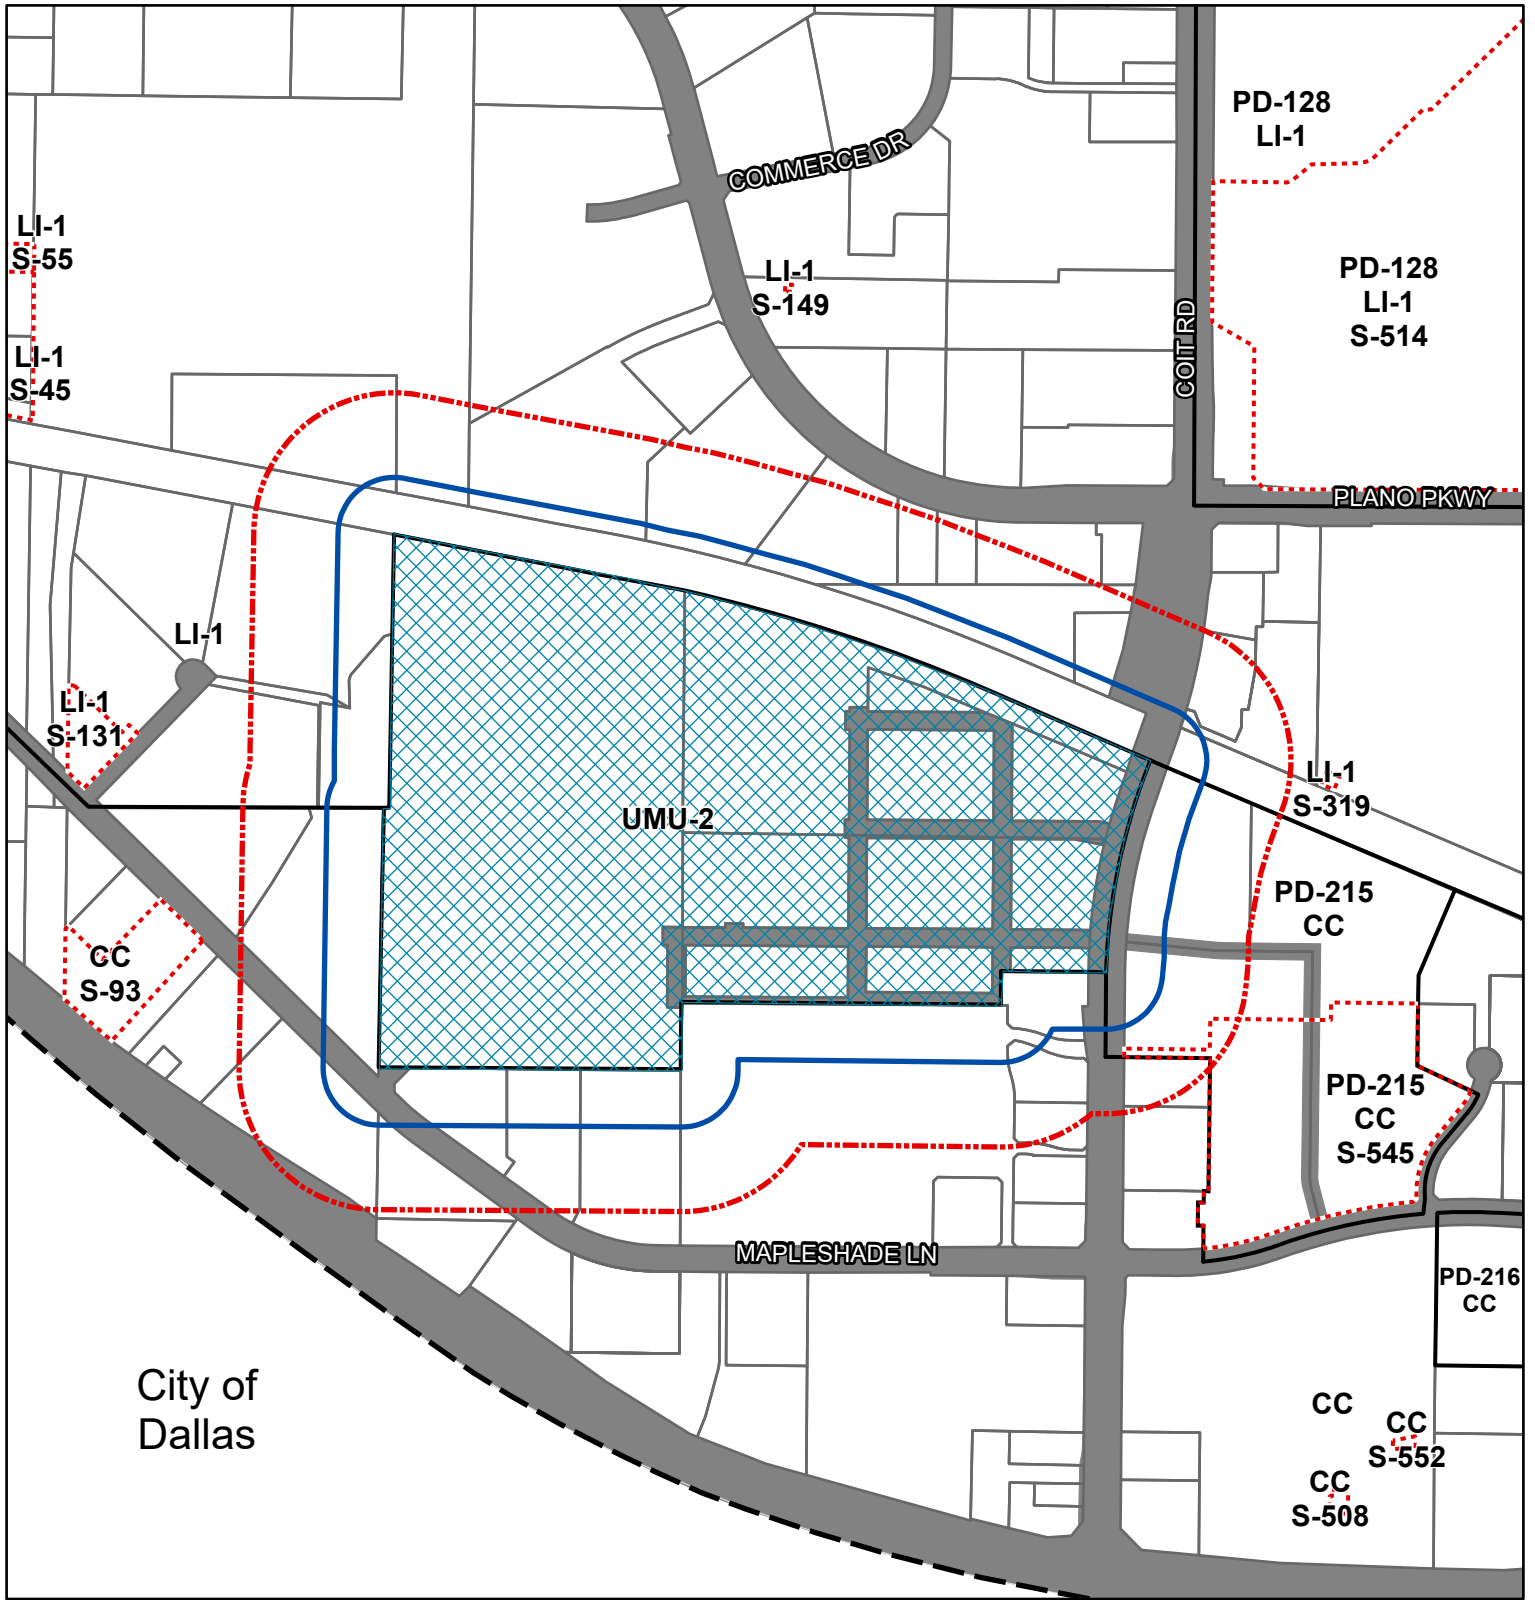 PD-128
LI-1
COMMERCE DR
LI-1
S-55
PD-128
LI-1
S-514
LI-1
S-149
COIT RD
LI-1
S-45
PLANO PKWY
LI-1
LI-1
S-131
UMU-2
LI-1
S-319
PD-215
CC
CC
S-93
PD-215
CC
S-545
MAPLESHADE LN
PD-216
CC
City of
Dallas
CC
CC
S-552
CC
S-508